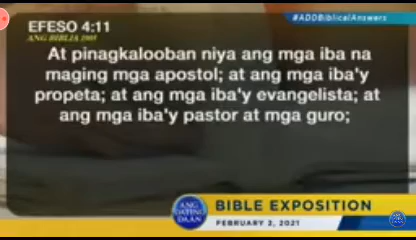 #ADDBiblicalAnswers
EFESO 4:11
ANG BIBLIA 1905
At pinagkalooban niya ang mga iba na
maging mga apostol; at ang mga iba'y
propeta; at ang mga iba'y evangelista; at
ang mga iba'y pastor at mga guro;
ANG
DATING
DAAN
BIBLE EXPOSITION
FEBRUARY 2, 2021